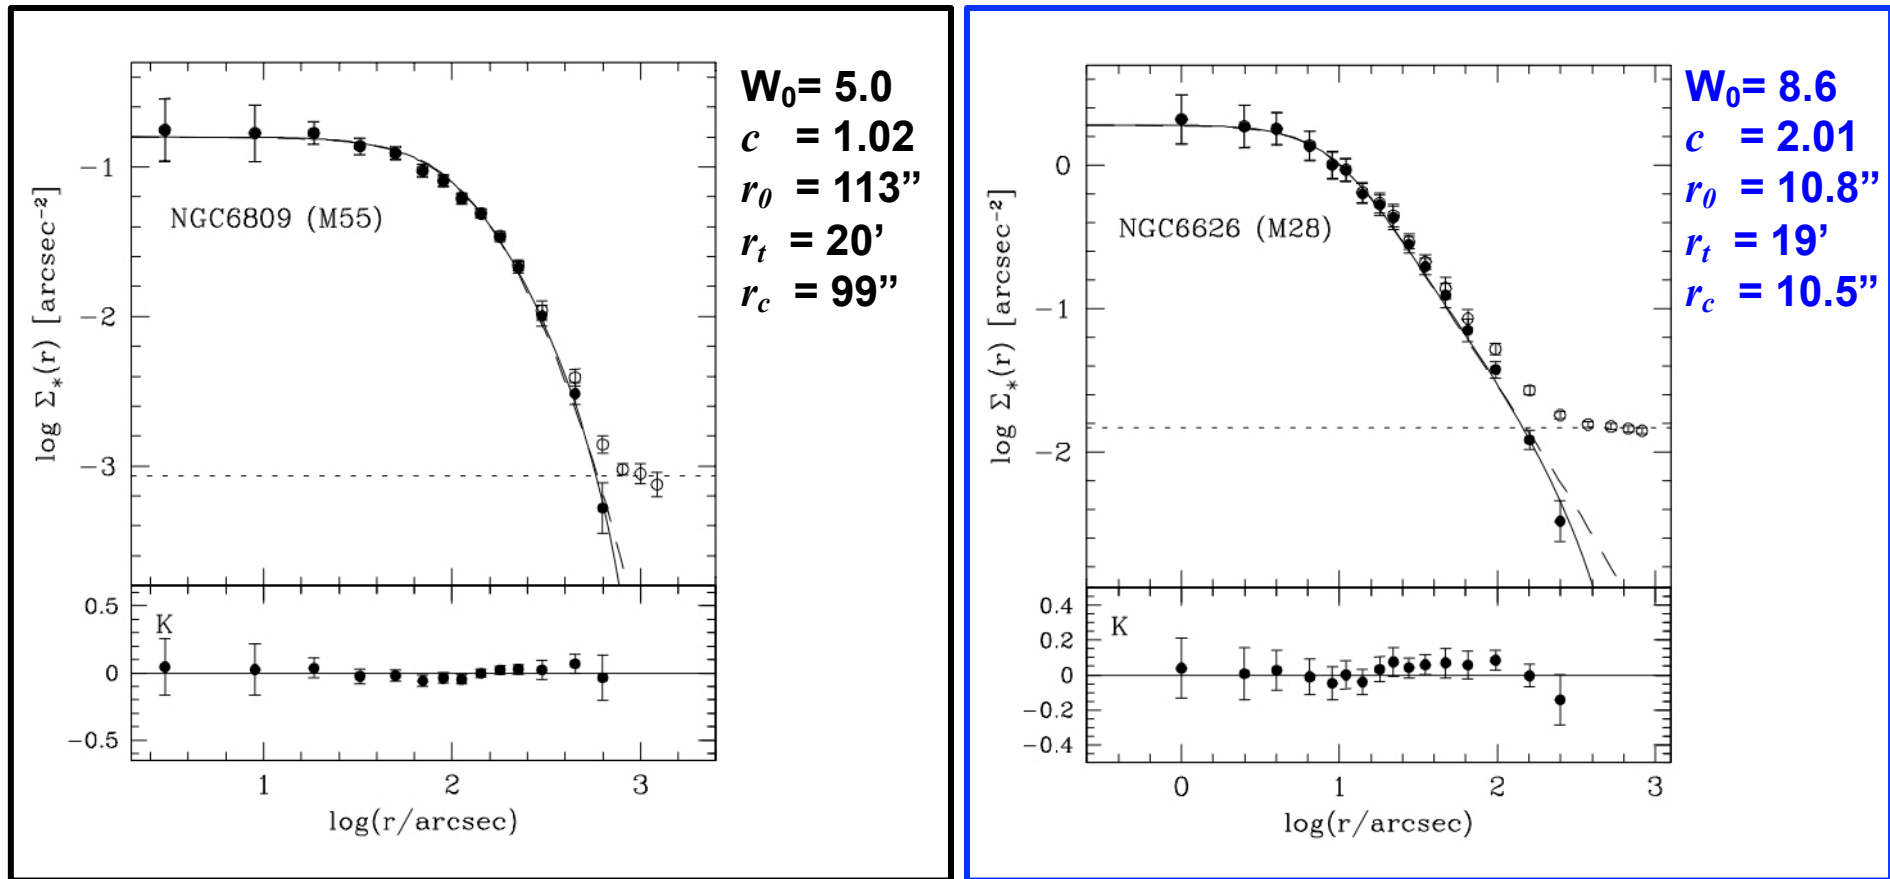 W₀= 5.0
c = 1.02
r₀ = 113”
rₜ = 20’
r_c = 99”
NGC6809 (M55)
log Σ*(r) [arcsec⁻²]
−1
−2
−3
K
0.5
0
−0.5
1 2 3
log(r/arcsec)
W₀= 8.6
c = 2.01
r₀ = 10.8”
rₜ = 19’
r_c = 10.5”
NGC6626 (M28)
log Σ*(r) [arcsec⁻²]
0
−1
−2
K
0.4
0.2
0
−0.2
−0.4
0 1 2 3
log(r/arcsec)